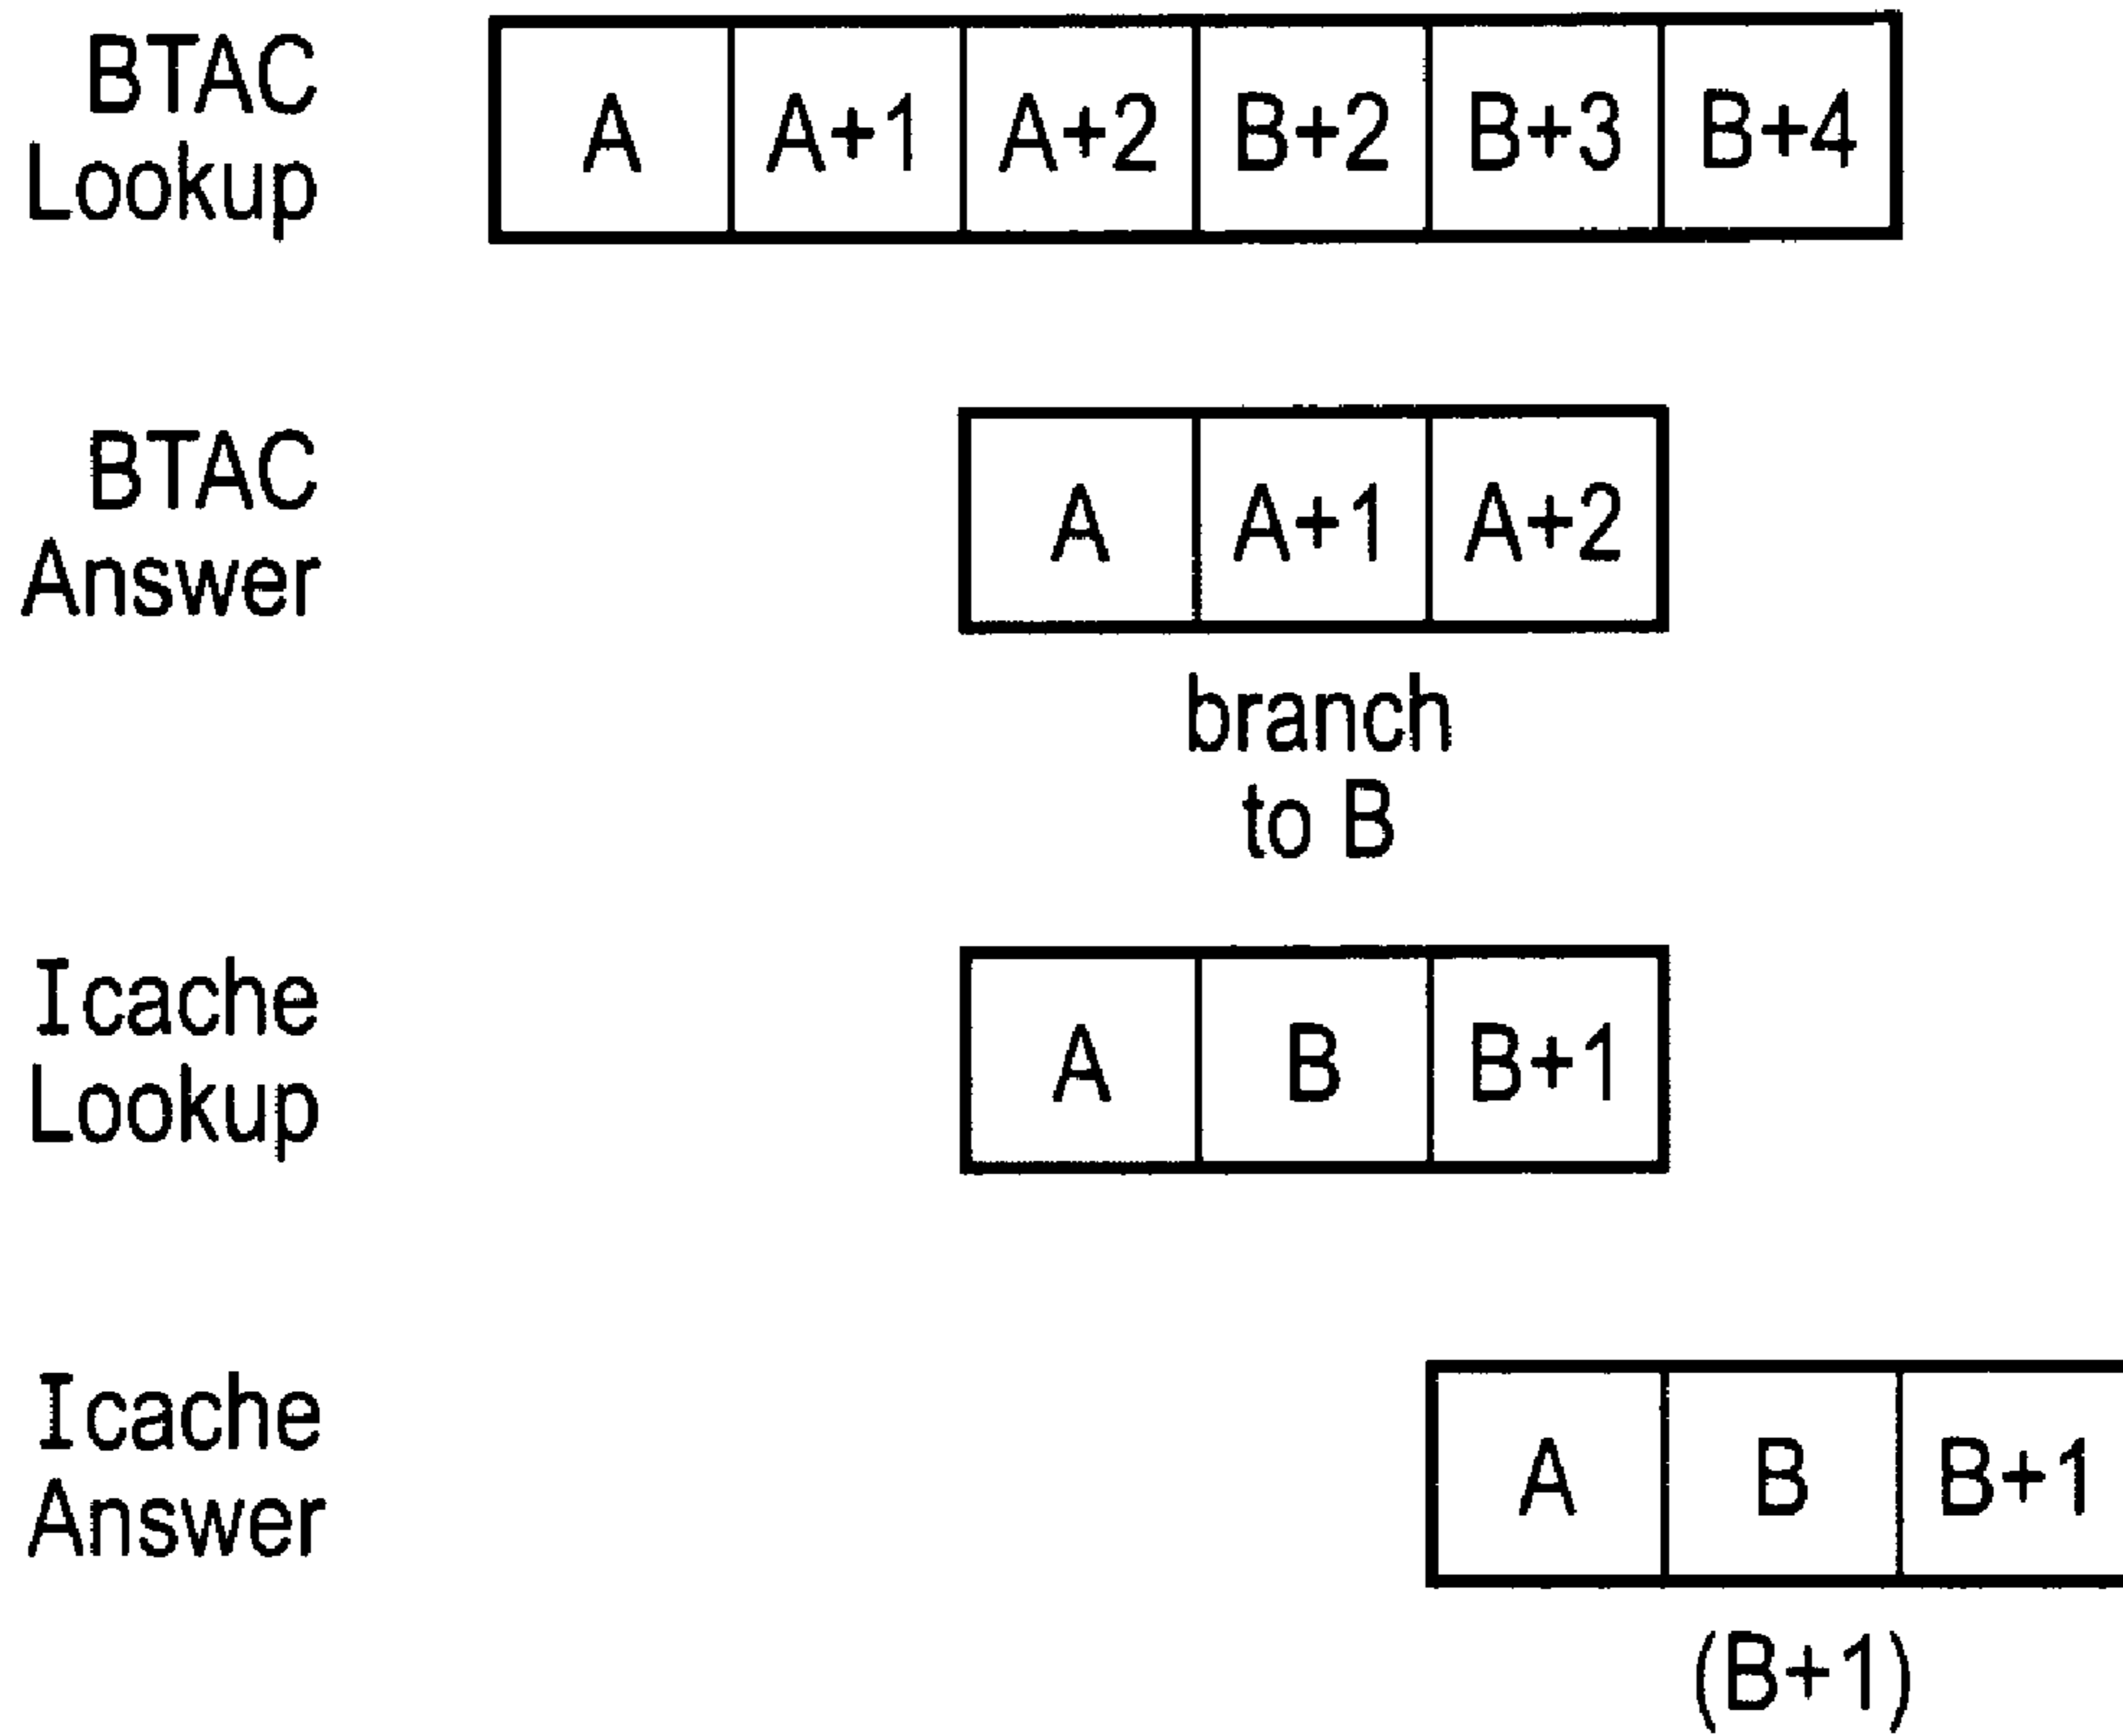 BTAC
Lookup
A A+1 A+2 B+2 B+3 B+4
BTAC
Answer
A A+1 A+2
branch
to B
Icache
Lookup
A B B+1
Icache
Answer
A B B+1
(B+1)